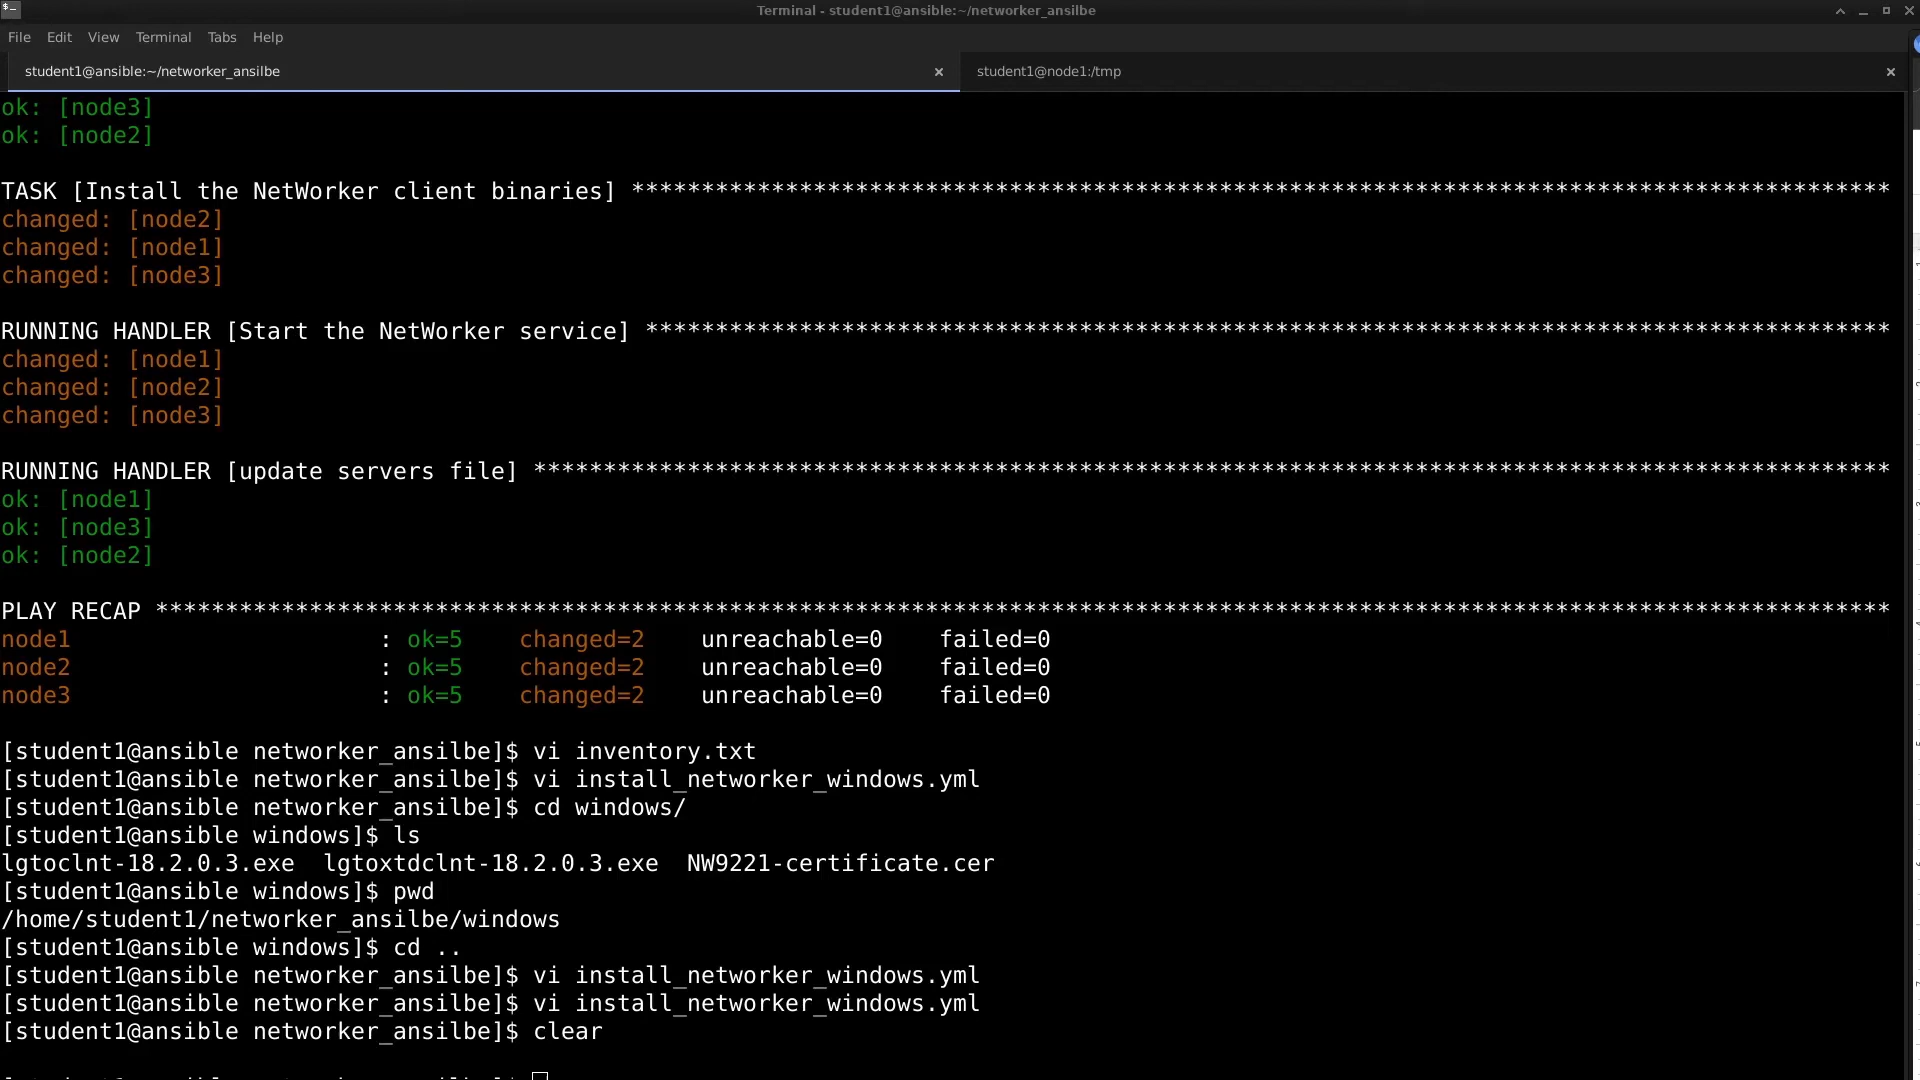 Terminal - student1@ansible:~/networker_ansilbe
File Edit View Terminal Tabs Help
student1@ansible:~/networker_ansilbe student1@node1:/tmp
ok: [node3]
ok: [node2]
TASK [Install the NetWorker client binaries] ******************************************************************************************
changed: [node2]
changed: [node1]
changed: [node3]
RUNNING HANDLER [Start the NetWorker service] *****************************************************************************************
changed: [node1]
changed: [node2]
changed: [node3]
RUNNING HANDLER [update servers file] *************************************************************************************************
ok: [node1]
ok: [node3]
ok: [node2]
PLAY RECAP ****************************************************************************************************************************
node1 : ok=5 changed=2 unreachable=0 failed=0
node2 : ok=5 changed=2 unreachable=0 failed=0
node3 : ok=5 changed=2 unreachable=0 failed=0
[student1@ansible networker_ansilbe]$ vi inventory.txt
[student1@ansible networker_ansilbe]$ vi install_networker_windows.yml
[student1@ansible networker_ansilbe]$ cd windows/
[student1@ansible windows]$ ls
lgtoclnt-18.2.0.3.exe lgtoxtdclnt-18.2.0.3.exe NW9221-certificate.cer
[student1@ansible windows]$ pwd
/home/student1/networker_ansilbe/windows
[student1@ansible windows]$ cd ..
[student1@ansible networker_ansilbe]$ vi install_networker_windows.yml
[student1@ansible networker_ansilbe]$ vi install_networker_windows.yml
[student1@ansible networker_ansilbe]$ clear